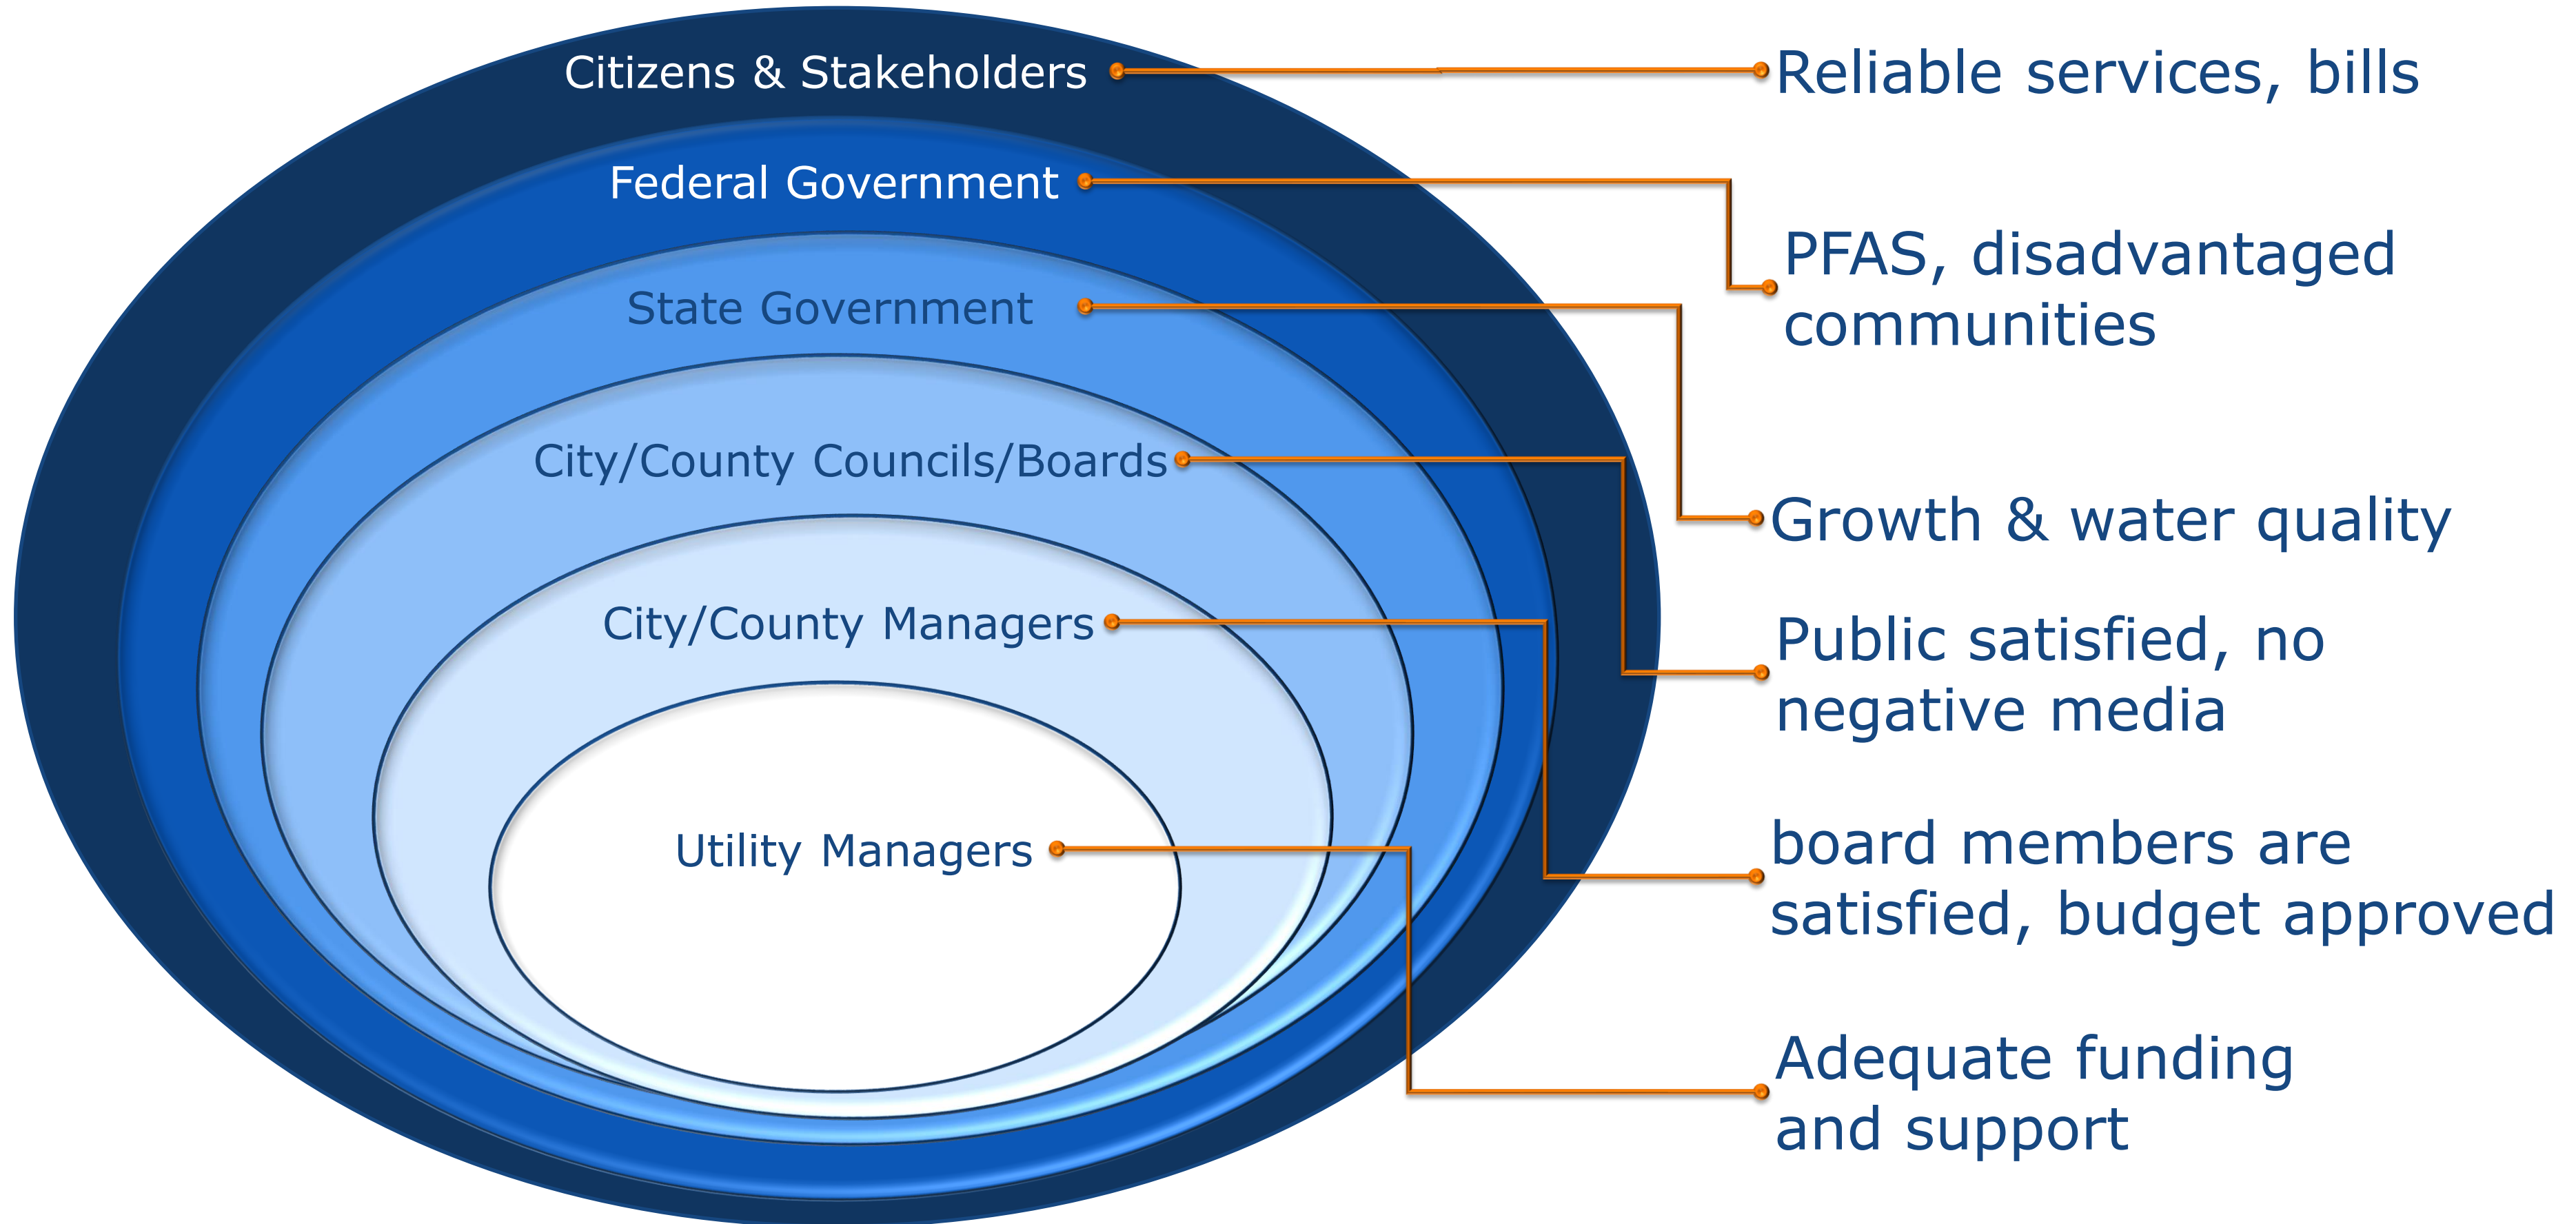 Citizens & Stakeholders
Reliable services, bills
Federal Government
PFAS, disadvantaged
communities
State Government
Growth & water quality
City/County Councils/Boards
Public satisfied, no
negative media
City/County Managers
board members are
satisfied, budget approved
Utility Managers
Adequate funding
and support